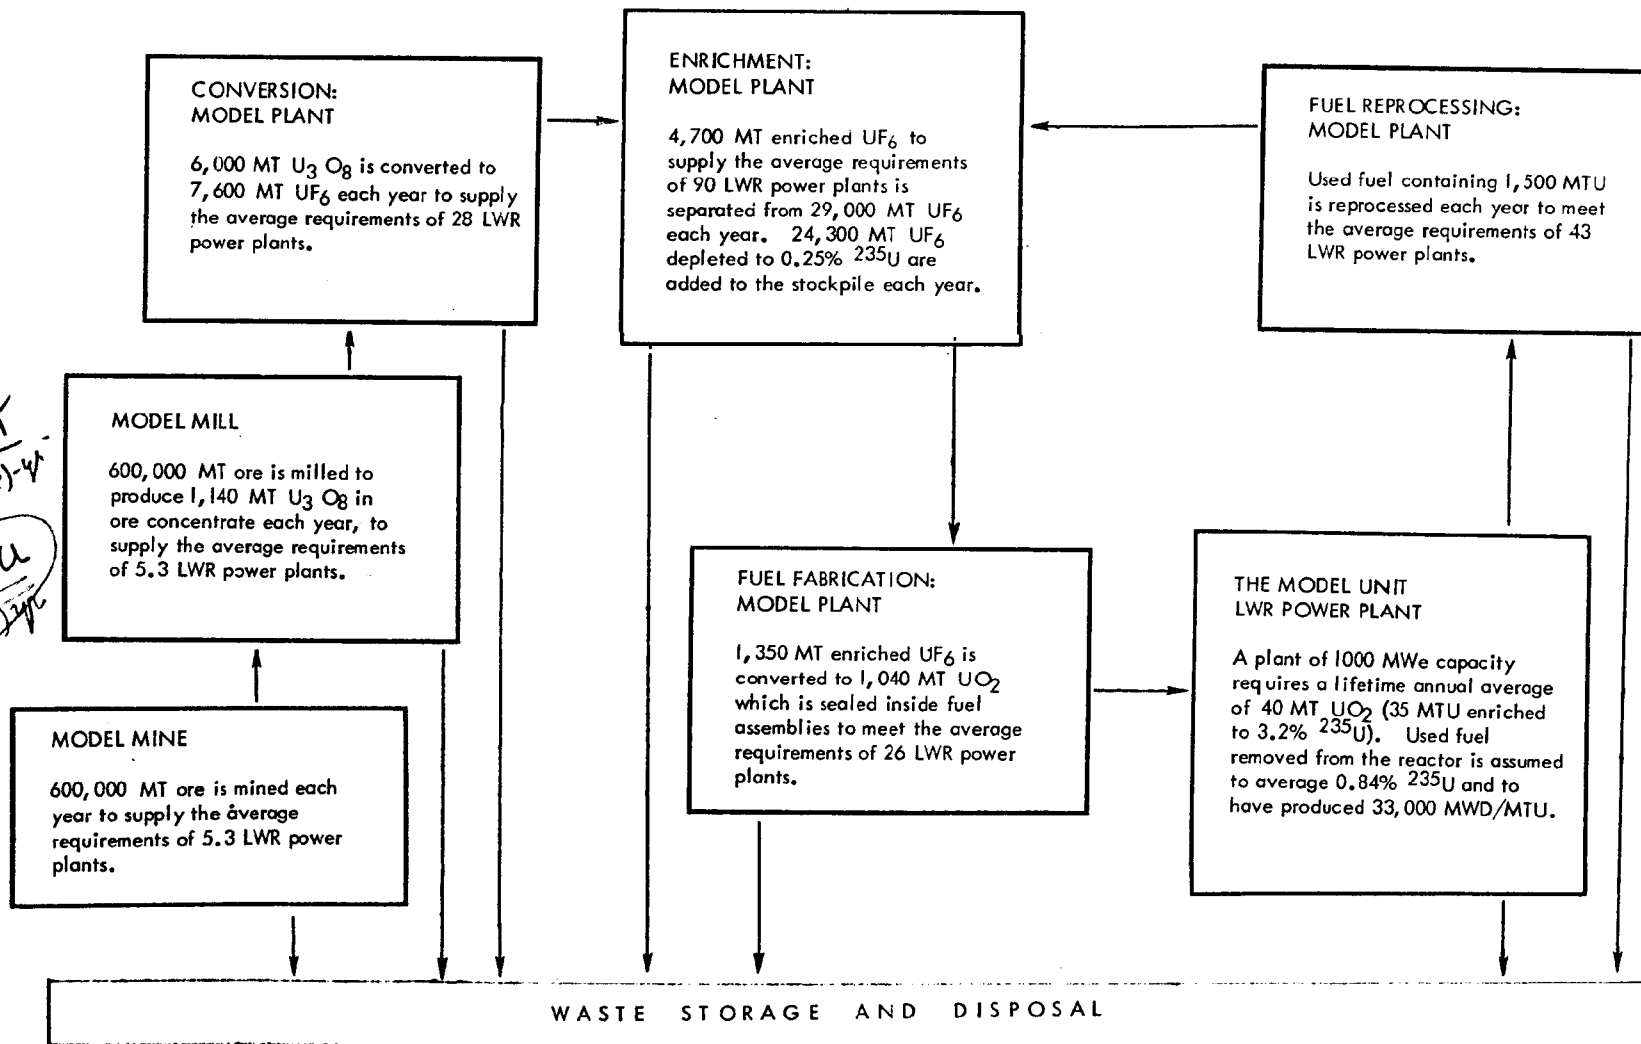 CONVERSION:
MODEL PLANT
6,000 MT U3 O8 is converted to
7,600 MT UF6 each year to supply
the average requirements of 28 LWR
power plants.
ENRICHMENT:
MODEL PLANT
4,700 MT enriched UF6 to
supply the average requirements
of 90 LWR power plants is
separated from 29,000 MT UF6
each year. 24,300 MT UF6
depleted to 0.25% 235U are
added to the stockpile each year.
FUEL REPROCESSING:
MODEL PLANT
Used fuel containing 1,500 MTU
is reprocessed each year to meet
the average requirements of 43
LWR power plants.
MODEL MILL
600,000 MT ore is milled to
produce 1,140 MT U3 O8 in
ore concentrate each year, to
supply the average requirements
of 5.3 LWR power plants.
MODEL MINE
600,000 MT ore is mined each
year to supply the average
requirements of 5.3 LWR power
plants.
FUEL FABRICATION:
MODEL PLANT
1,350 MT enriched UF6 is
converted to 1,040 MT UO2
which is sealed inside fuel
assemblies to meet the average
requirements of 26 LWR power
plants.
THE MODEL UNIT
LWR POWER PLANT
A plant of 1000 MWe capacity
requires a lifetime annual average
of 40 MT UO2 (35 MTU enriched
to 3.2% 235U). Used fuel
removed from the reactor is assumed
to average 0.84% 235U and to
have produced 33,000 MWD/MTU.
WASTE STORAGE AND DISPOSAL